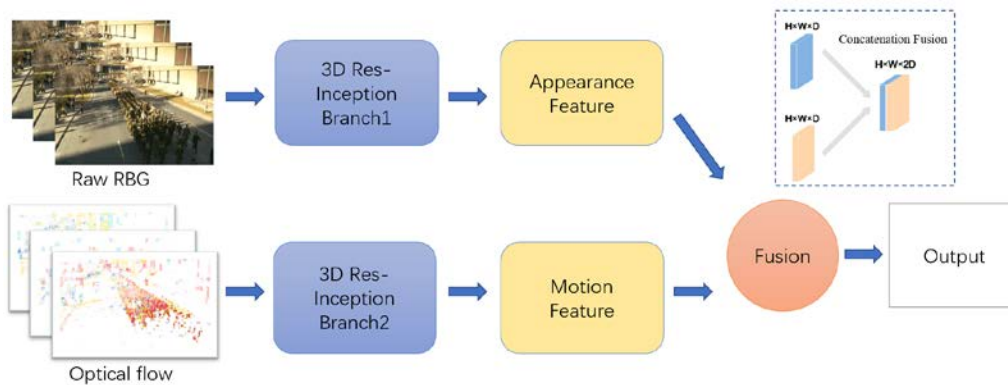 Raw RBG
3D Res-
Inception
Branch1
Appearance
Feature
H×W×D
Concatenation Fusion
H×W×2D
H×W×D
Optical flow
3D Res-
Inception
Branch2
Motion
Feature
Fusion
Output